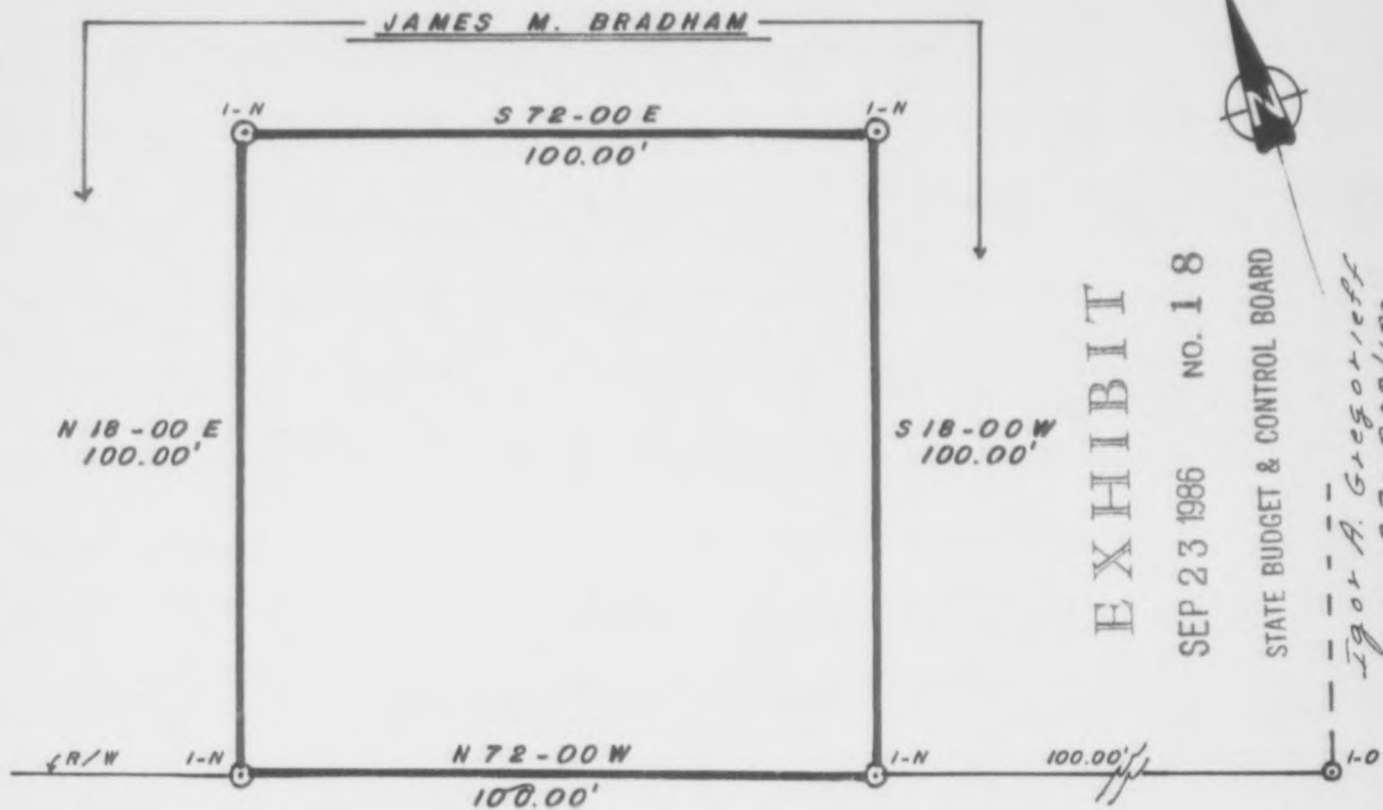 JAMES M. BRADHAM
I-N
I-N
S 72-00 E
100.00'
N
N 18-00 E
100.00'
S 18-00 W
100.00'
EXHIBIT
SEP 23 1986 NO. 18
STATE BUDGET & CONTROL BOARD
Igor A. Gregorieff
R/W
I-N
N 72-00 W
100.00'
I-N
100.00'
I-O